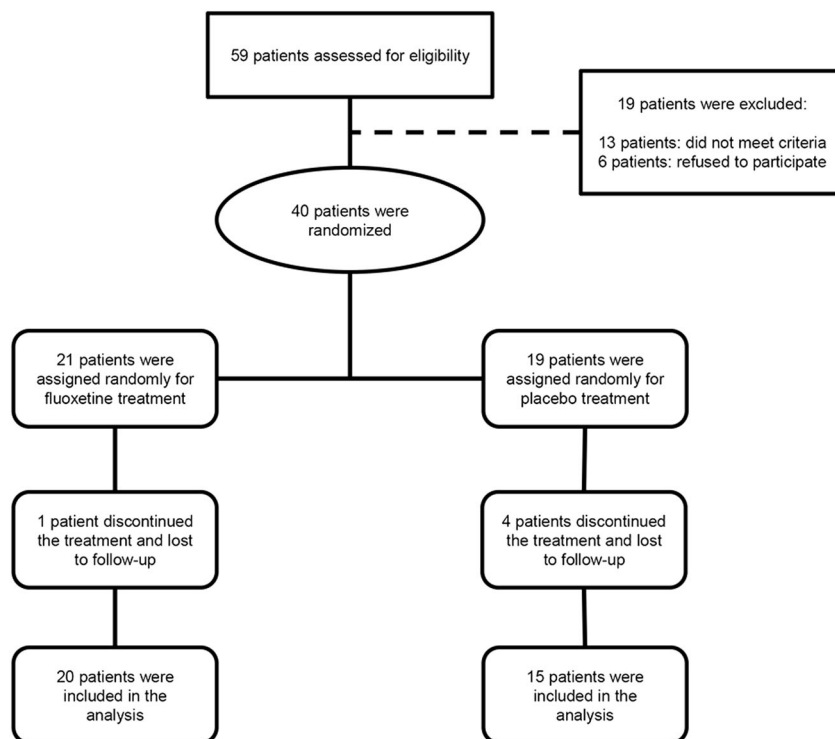 59 patients assessed for eligibility
19 patients were excluded:
13 patients: did not meet criteria
6 patients: refused to participate
40 patients were
randomized
21 patients were
assigned randomly for
fluoxetine treatment
19 patients were
assigned randomly for
placebo treatment
1 patient discontinued
the treatment and lost
to follow-up
4 patients discontinued
the treatment and lost
to follow-up
20 patients were
included in the
analysis
15 patients were
included in the
analysis